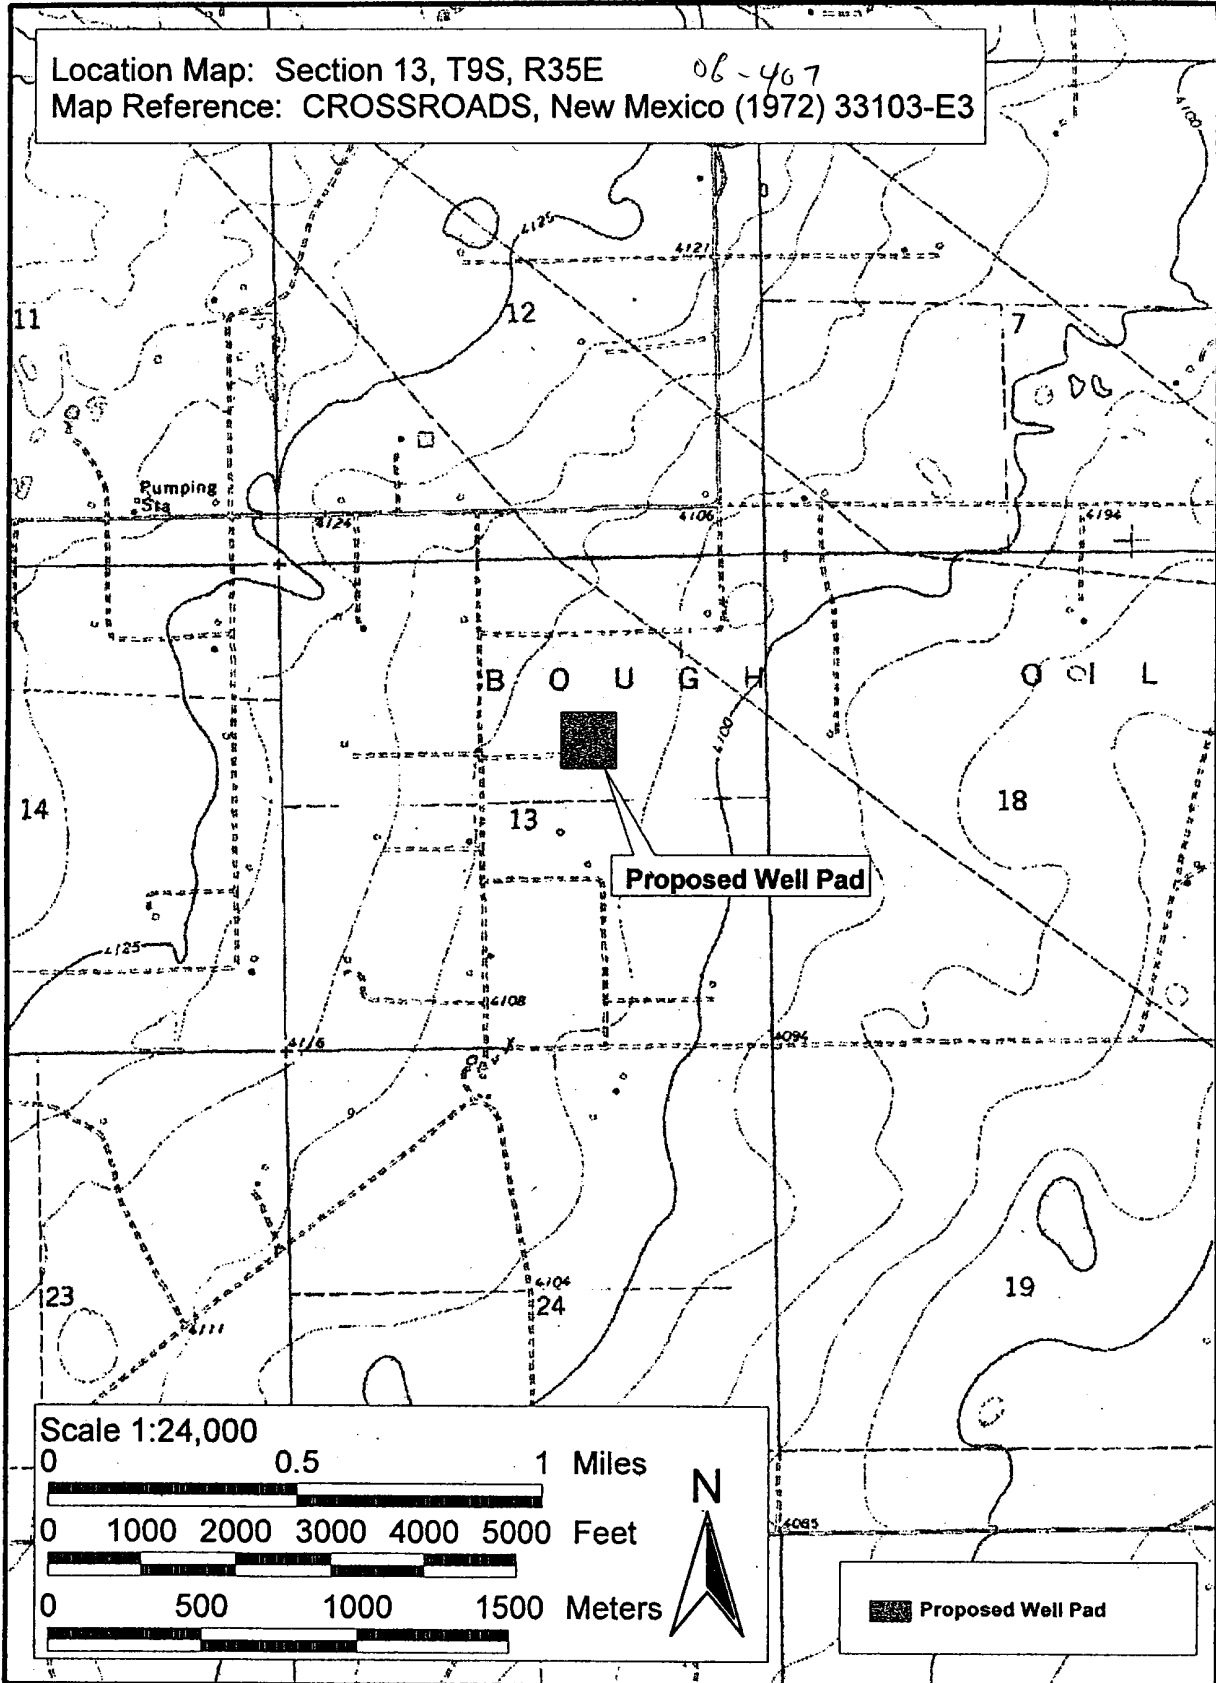 Location Map: Section 13, T9S, R35E 06-407
Map Reference: CROSSROADS, New Mexico (1972) 33103-E3
4100
4125
4121
11
12
7
Pumping
Sta
4124
4106
4194
B O U G H O I L
4100
14
13
18
Proposed Well Pad
4125
4108
4116
4094
23
4111
4104
24
19
Scale 1:24,000
0 0.5 1 Miles
0 1000 2000 3000 4000 5000 Feet
0 500 1000 1500 Meters
N
4085
Proposed Well Pad